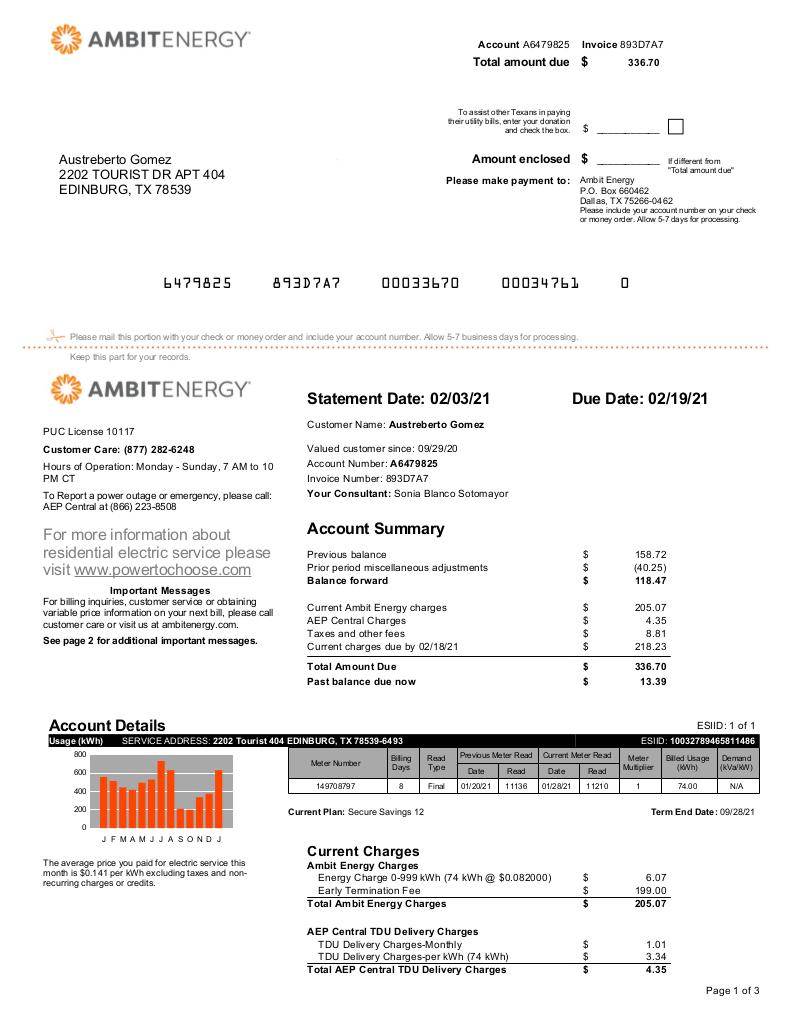 AMBITENERGY
Account A6479825 Invoice 893D7A7
Total amount due $ 336.70
To assist other Texans in paying
their utility bills, enter your donation
and check the box.
$ ___________
Austreberto Gomez
2202 TOURIST DR APT 404
EDINBURG, TX 78539
Amount enclosed $ ___________
If different from
"Total amount due"
Please make payment to:
Ambit Energy
P.O. Box 660462
Dallas, TX 75266-0462
Please include your account number on your check
or money order. Allow 5-7 days for processing.
6479825 893D7A7 00033670 00034761 0
Please mail this portion with your check or money order and include your account number. Allow 5-7 business days for processing.
Keep this part for your records.
AMBITENERGY
Statement Date: 02/03/21 Due Date: 02/19/21
PUC License 10117
Customer Care: (877) 282-6248
Hours of Operation: Monday - Sunday, 7 AM to 10
PM CT
To Report a power outage or emergency, please call:
AEP Central at (866) 223-8508
For more information about
residential electric service please
visit www.powertochoose.com
Important Messages
For billing inquiries, customer service or obtaining
variable price information on your next bill, please call
customer care or visit us at ambitenergy.com.
See page 2 for additional important messages.
Customer Name: Austreberto Gomez
Valued customer since: 09/29/20
Account Number: A6479825
Invoice Number: 893D7A7
Your Consultant: Sonia Blanco Sotomayor
Account Summary
Previous balance $ 158.72
Prior period miscellaneous adjustments $ (40.25)
Balance forward $ 118.47
Current Ambit Energy charges $ 205.07
AEP Central Charges $ 4.35
Taxes and other fees $ 8.81
Current charges due by 02/18/21 $ 218.23
Total Amount Due $ 336.70
Past balance due now $ 13.39
Account Details
ESIID: 1 of 1
Usage (kWh) SERVICE ADDRESS: 2202 Tourist 404 EDINBURG, TX 78539-6493 ESIID: 10032789465811486
800
600
400
200
0
J F M A M J J A S O N D J
The average price you paid for electric service this
month is $0.141 per kWh excluding taxes and non-
recurring charges or credits.
Meter Number Billing Days Read Type Previous Meter Read Current Meter Read Meter Multiplier Billed Usage (kWh) Demand (kVa/kW)
Date Read Date Read
149708797 8 Final 01/20/21 11136 01/28/21 11210 1 74.00 N/A
Current Plan: Secure Savings 12 Term End Date: 09/28/21
Current Charges
Ambit Energy Charges
Energy Charge 0-999 kWh (74 kWh @ $0.082000) $ 6.07
Early Termination Fee $ 199.00
Total Ambit Energy Charges $ 205.07
AEP Central TDU Delivery Charges
TDU Delivery Charges-Monthly $ 1.01
TDU Delivery Charges-per kWh (74 kWh) $ 3.34
Total AEP Central TDU Delivery Charges $ 4.35
Page 1 of 3